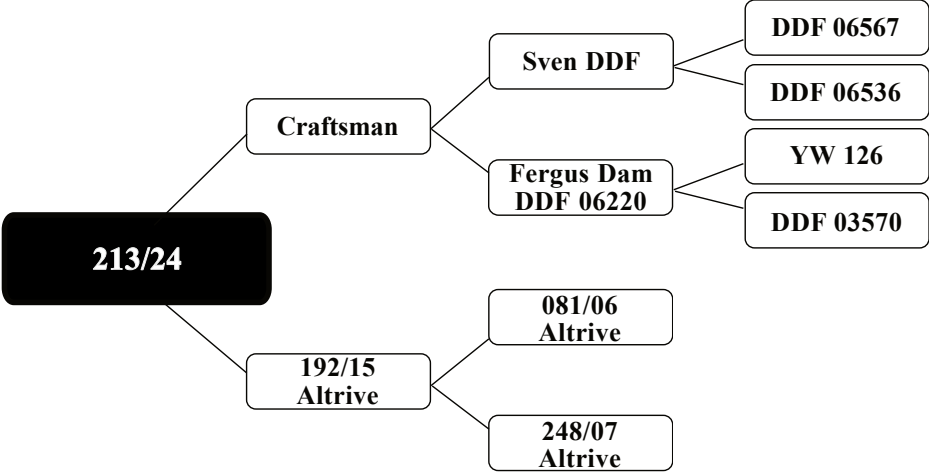 DDF 06567
Sven DDF
DDF 06536
Craftsman
YW 126
Fergus Dam
DDF 06220
DDF 03570
213/24
081/06
Altrive
192/15
Altrive
248/07
Altrive